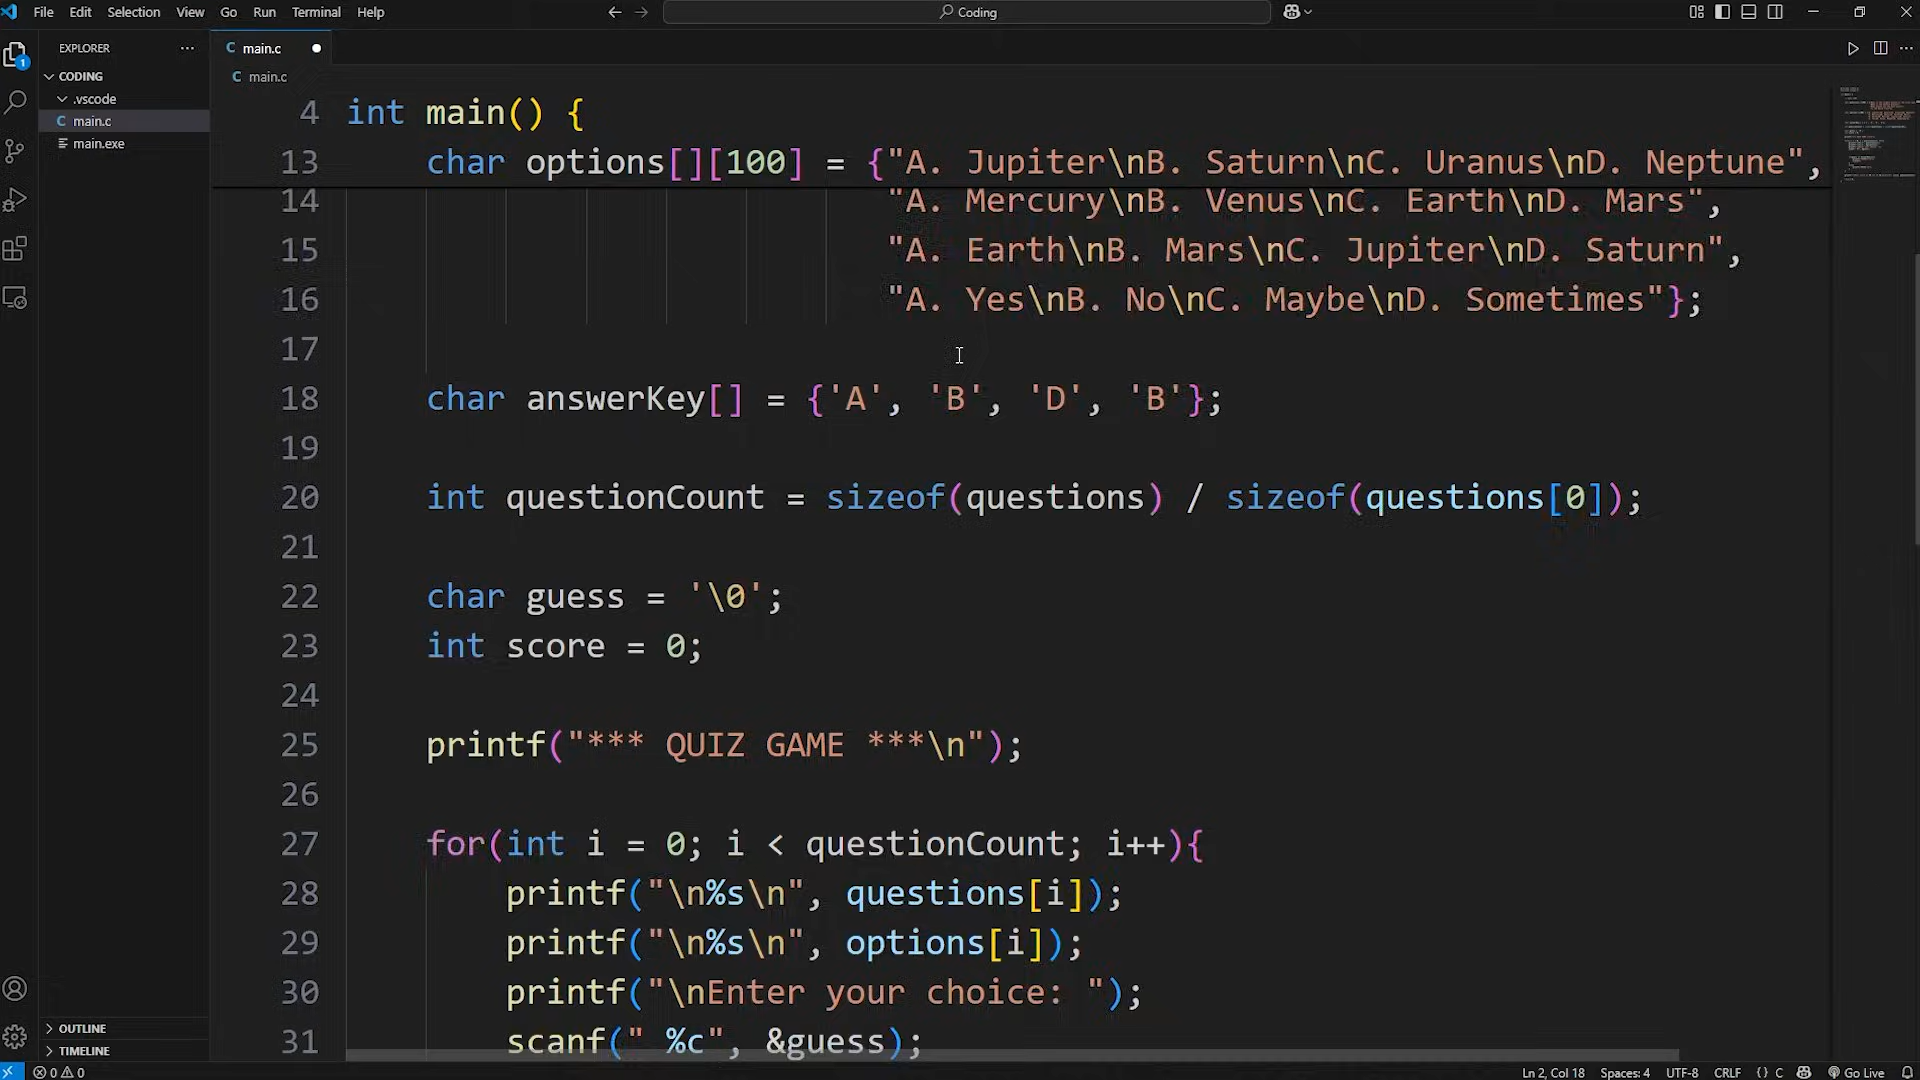 File Edit Selection View Go Run Terminal Help
Coding
EXPLORER
main.c
CODING
main.c
.vscode
main.c
main.exe
1
4 int main() {
13 char options[][100] = {"A. Jupiter\nB. Saturn\nC. Uranus\nD. Neptune",
14 "A. Mercury\nB. Venus\nC. Earth\nD. Mars",
15 "A. Earth\nB. Mars\nC. Jupiter\nD. Saturn",
16 "A. Yes\nB. No\nC. Maybe\nD. Sometimes"};
17
18 char answerKey[] = {'A', 'B', 'D', 'B'};
19
20 int questionCount = sizeof(questions) / sizeof(questions[0]);
21
22 char guess = '\0';
23 int score = 0;
24
25 printf("*** QUIZ GAME ***\n");
26
27 for(int i = 0; i < questionCount; i++){
28 printf("\n%s\n", questions[i]);
29 printf("\n%s\n", options[i]);
30 printf("\nEnter your choice: ");
31 scanf(" %c", &guess);
OUTLINE
TIMELINE
0 0
Ln 2, Col 18 Spaces: 4 UTF-8 CRLF {} C Go Live